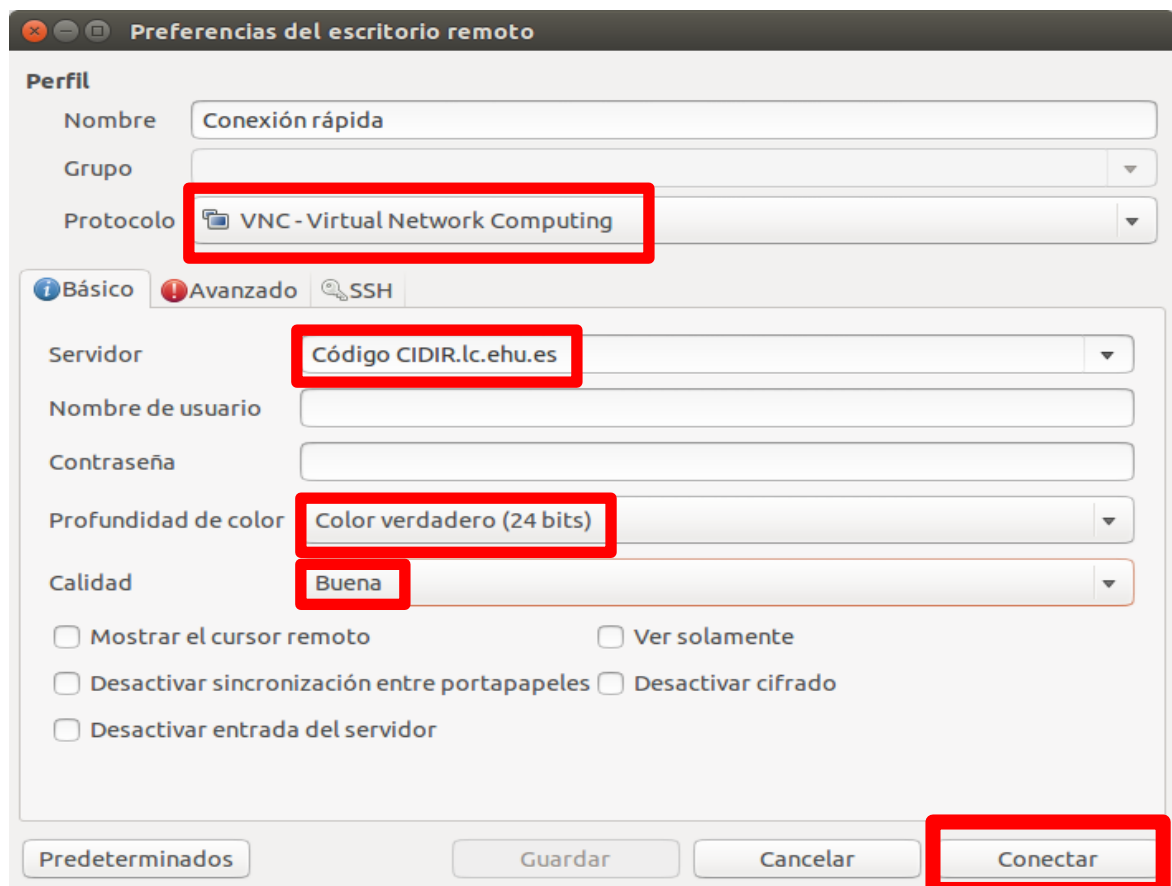 Preferencias del escritorio remoto
Perfil
Nombre Conexión rápida
Grupo
Protocolo VNC - Virtual Network Computing
Básico Avanzado SSH
Servidor Código CIDIR.lc.ehu.es
Nombre de usuario
Contraseña
Profundidad de color Color verdadero (24 bits)
Calidad Buena
Mostrar el cursor remoto Ver solamente
Desactivar sincronización entre portapapeles Desactivar cifrado
Desactivar entrada del servidor
Predeterminados Guardar Cancelar Conectar